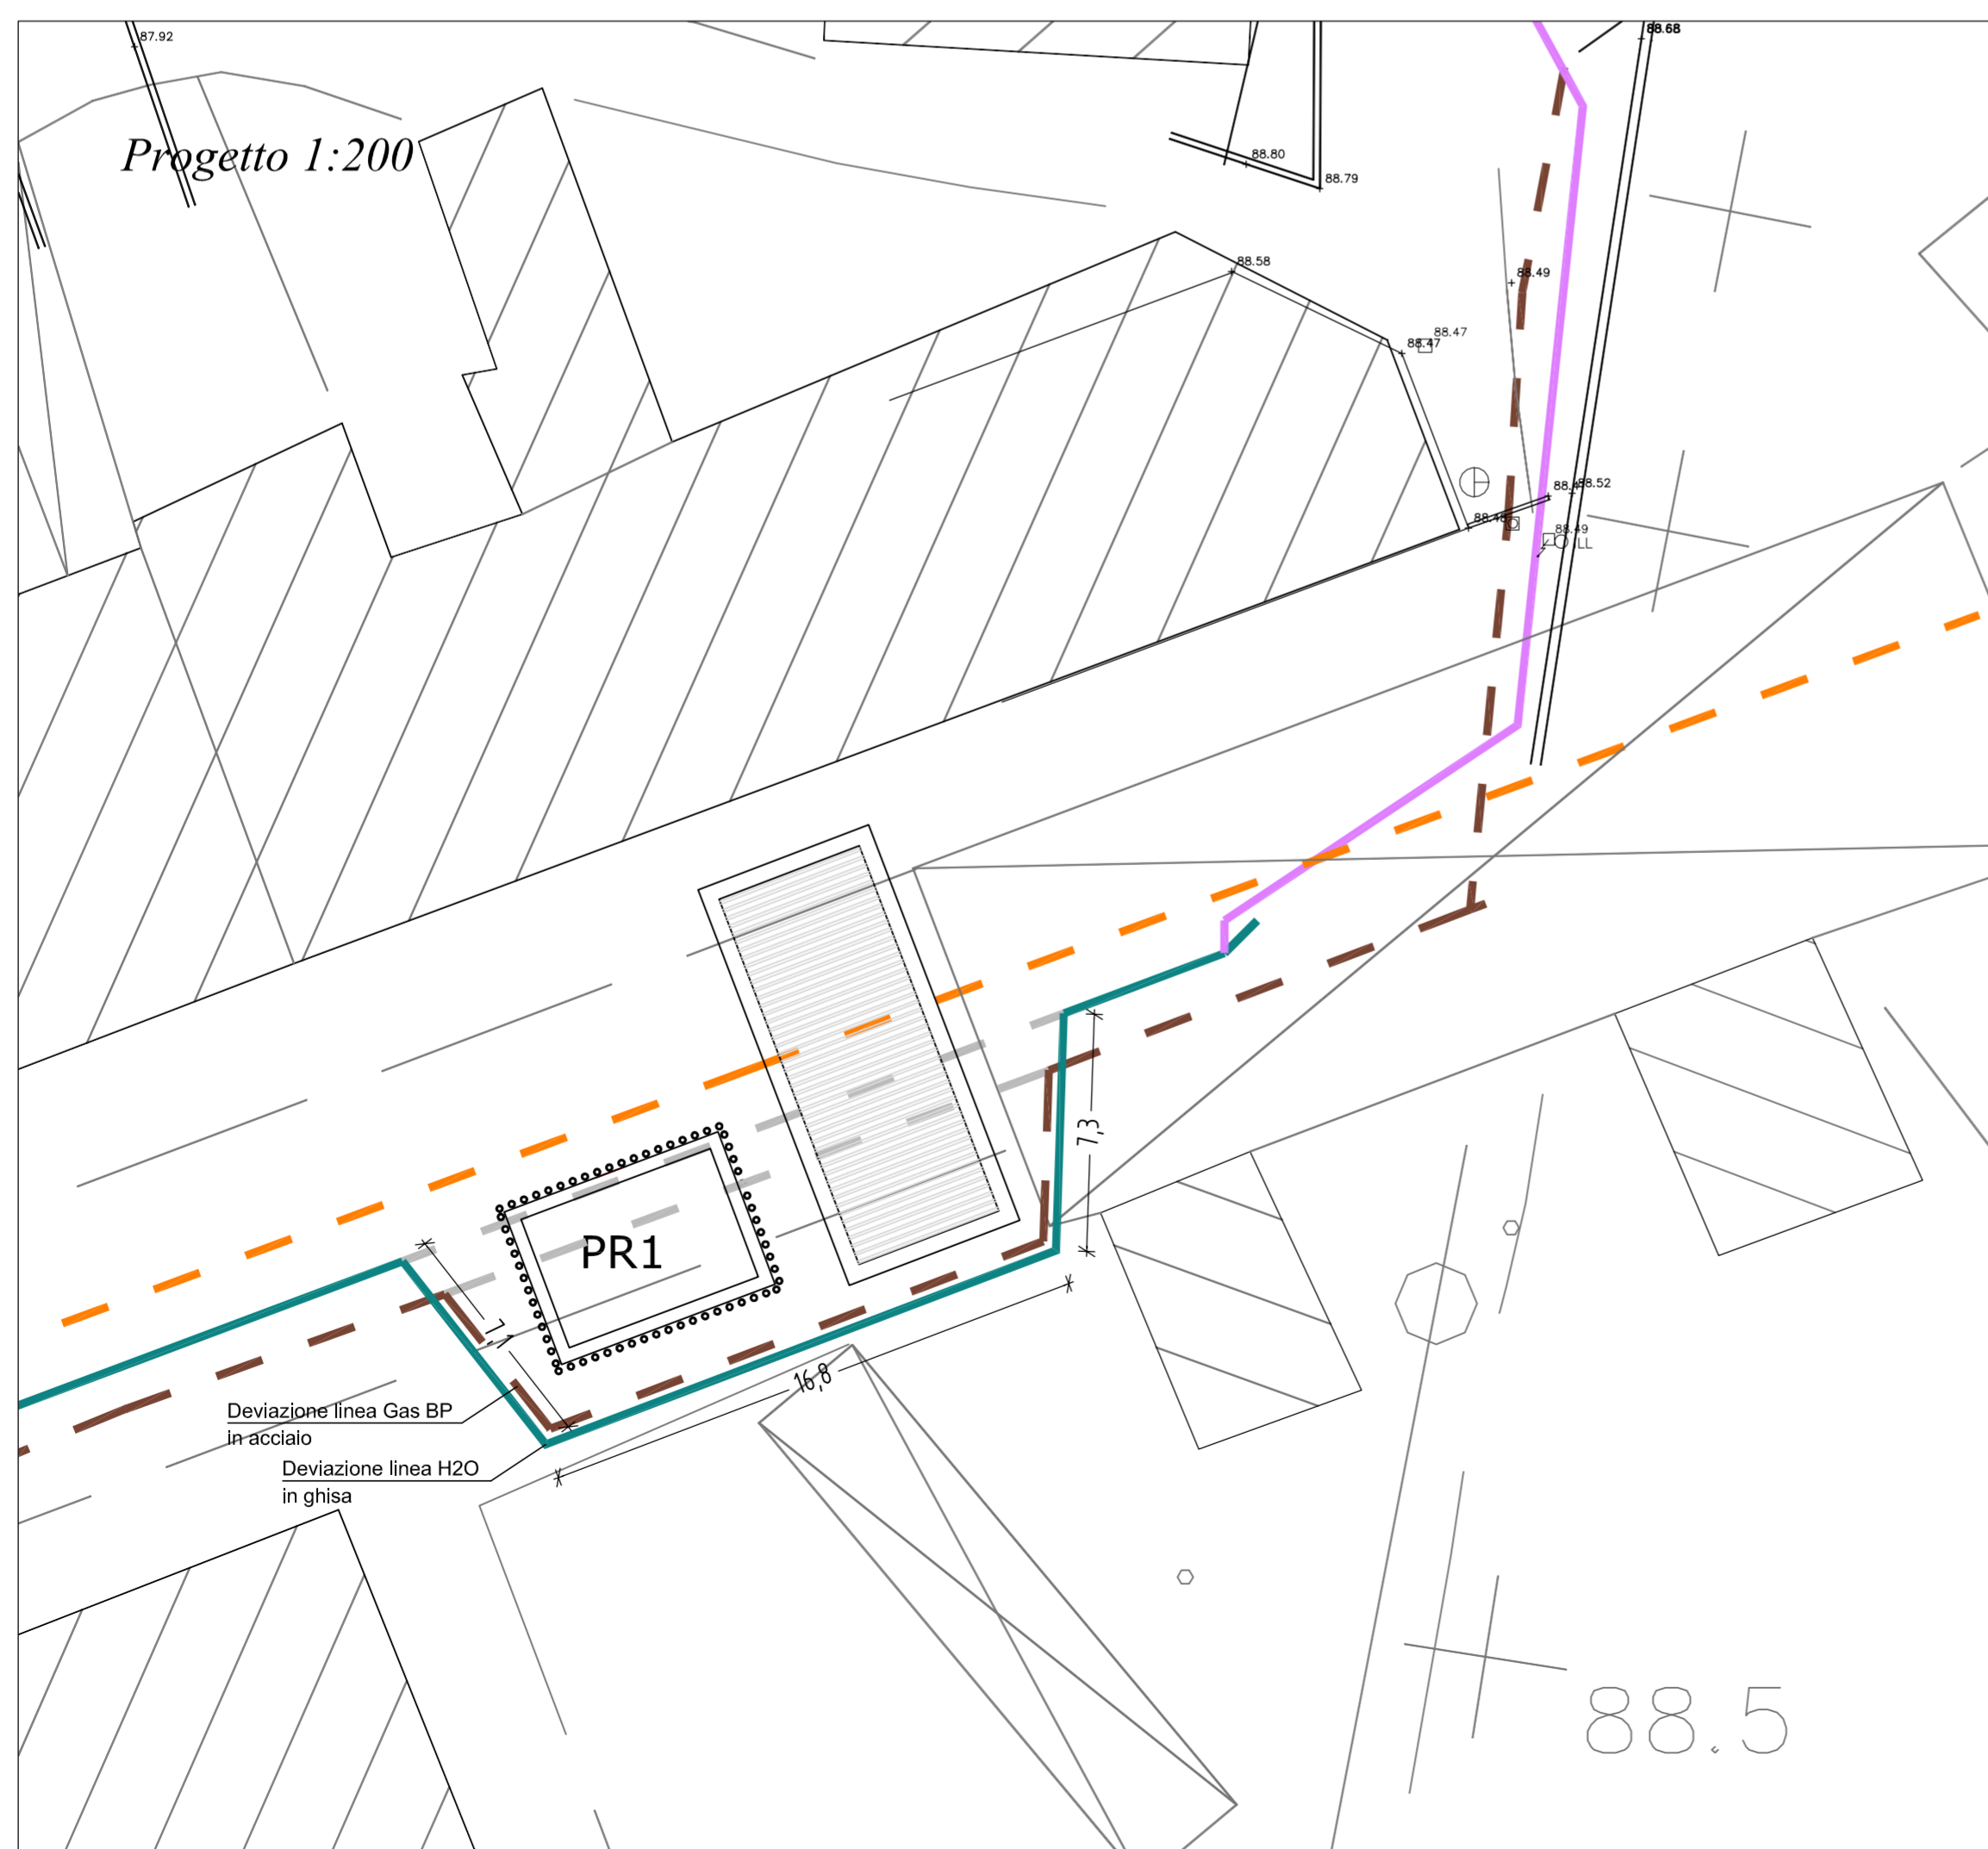 87.92
88.68
Progetto 1:200
88.80
88.79
88.58
88.49
88.47
88.47
88.52
88.49
7,3
PR1
7,1
16,8
Deviazione linea Gas BP
in acciaio
Deviazione linea H2O
in ghisa
88.5